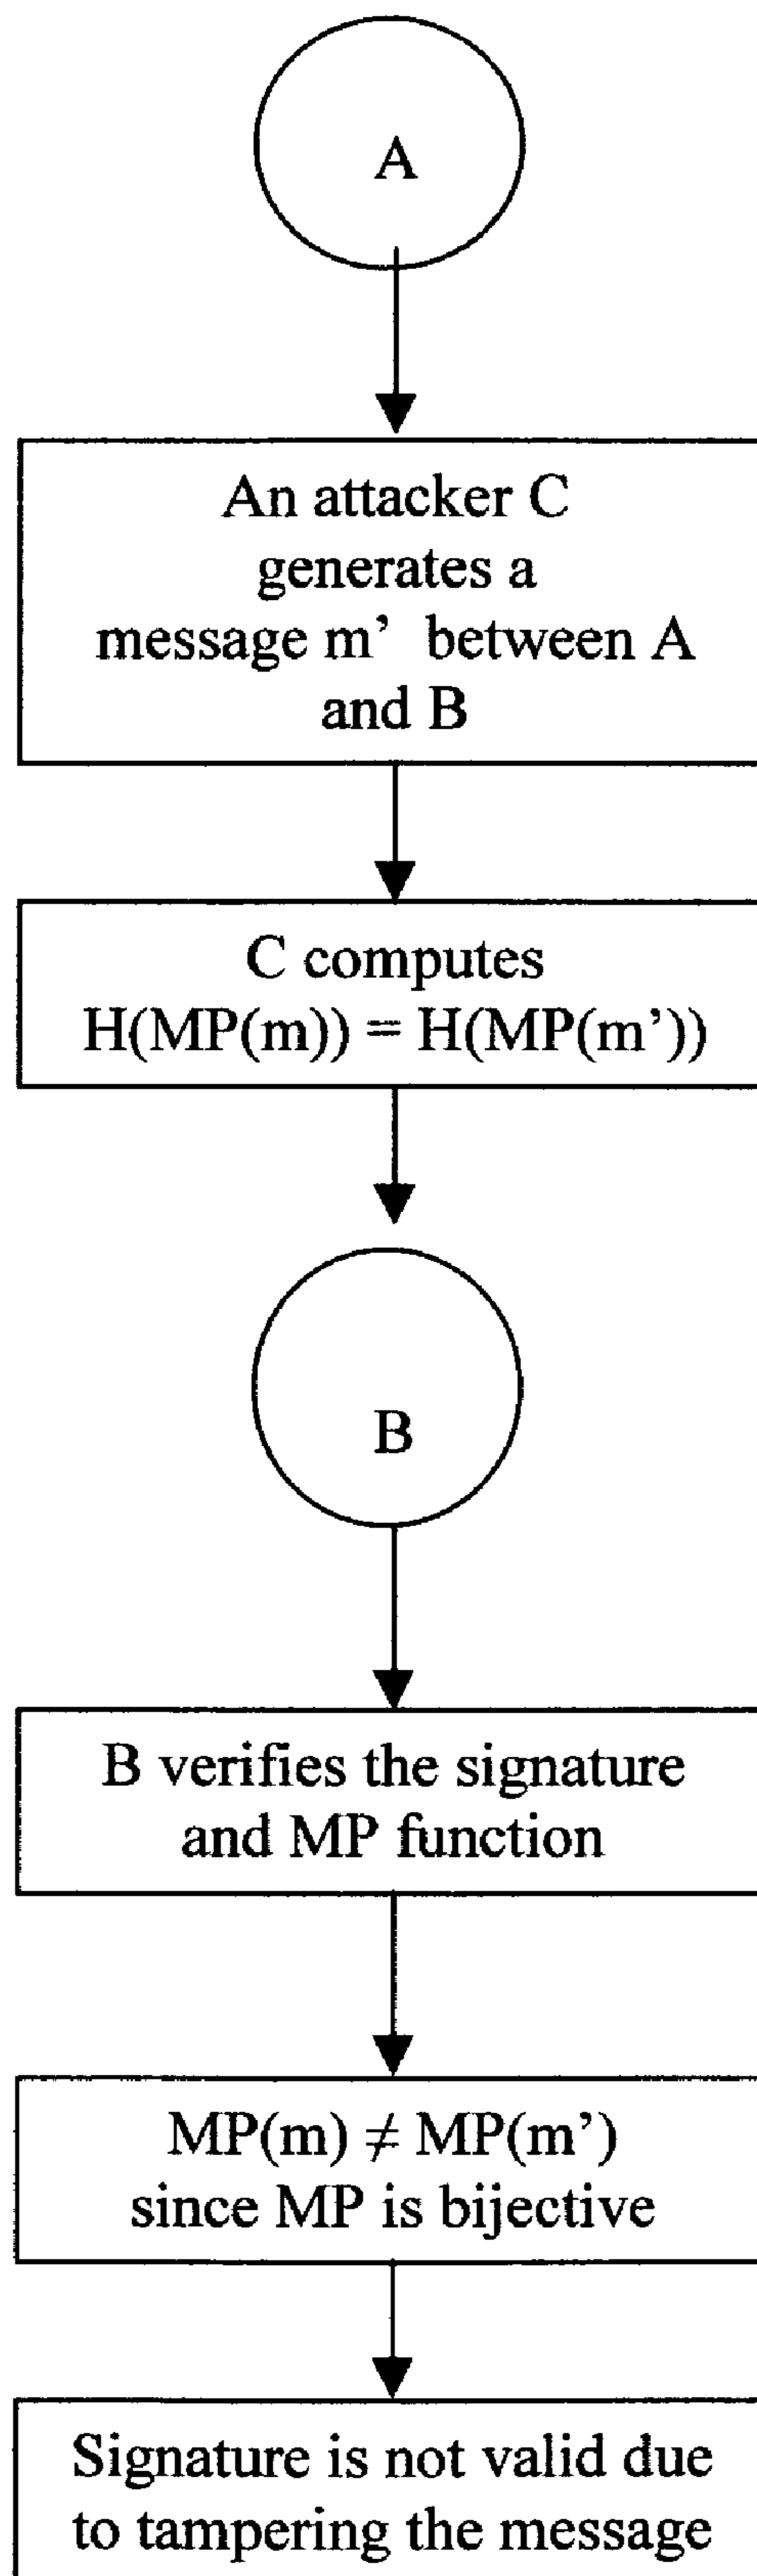 A
An attacker C
generates a
message m’ between A
and B
C computes
H(MP(m)) = H(MP(m’))
B
B verifies the signature
and MP function
MP(m) ≠ MP(m’)
since MP is bijective
Signature is not valid due
to tampering the message